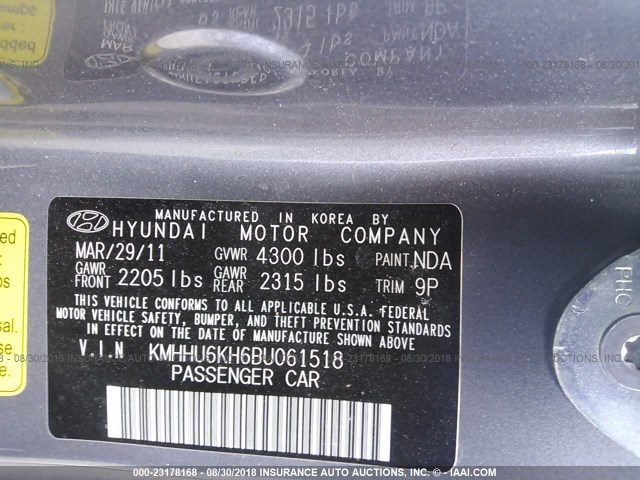 MANUFACTURED IN KOREA BY
HYUNDAI MOTOR COMPANY
MAR/29/11 GVWR 4300 lbs PAINT NDA
GAWR FRONT 2205 lbs GAWR REAR 2315 lbs TRIM 9P
THIS VEHICLE CONFORMS TO ALL APPLICABLE U.S.A. FEDERAL
MOTOR VEHICLE SAFETY, BUMPER, AND THEFT PREVENTION STANDARDS
IN EFFECT ON THE DATE OF MANUFACTURE SHOWN ABOVE
V I N KMHHU6KH6BU061518
PASSENGER CAR
PHC
000-23178168 - 08/30/2018 INSURANCE AUTO AUCTIONS, INC. - IAAI.COM